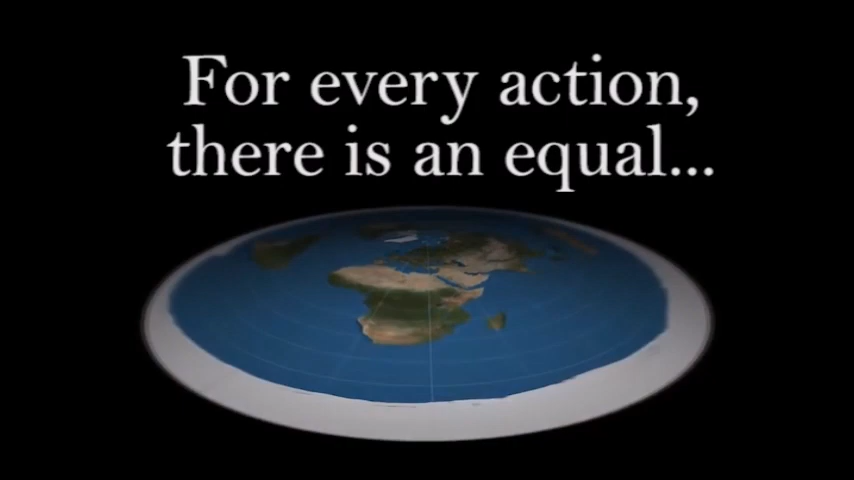 For every action,
there is an equal...